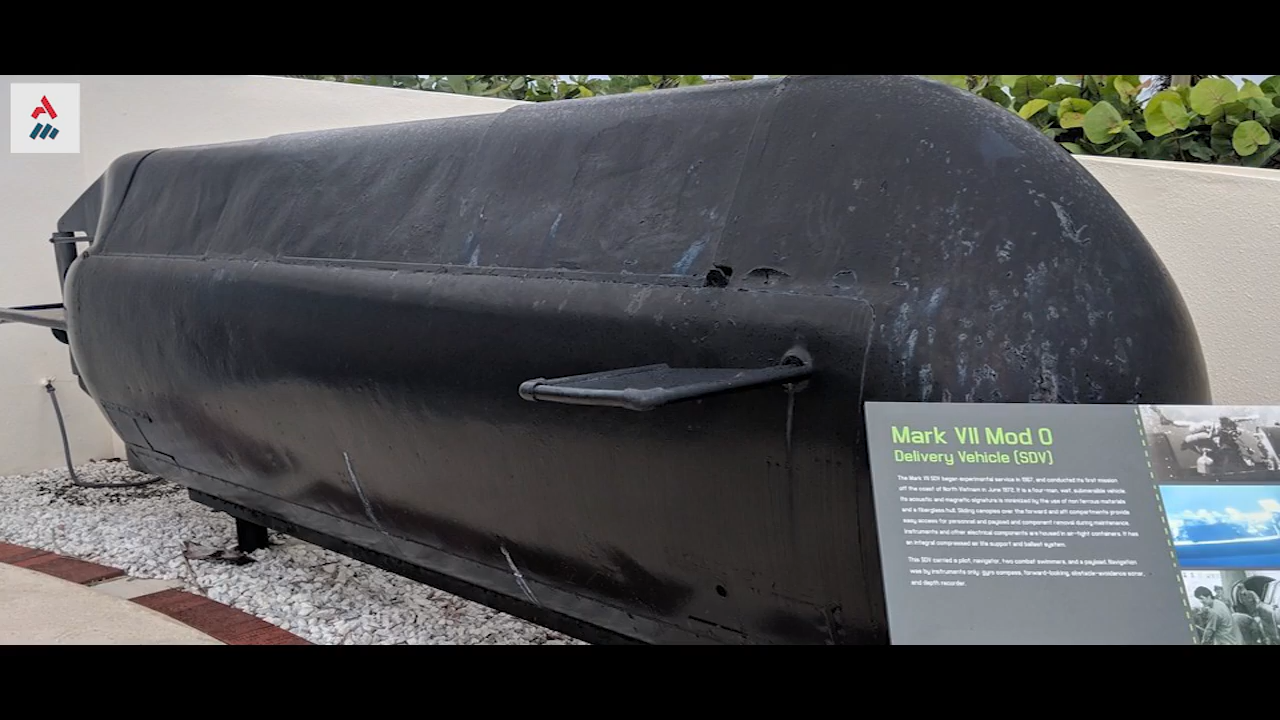 Mark VII Mod 0
Delivery Vehicle (SDV)
The Mark VII SDV began experimental service in 1967, and conducted its first mission
off the coast of North Vietnam in June 1972. It is a four-man, wet, submersible vehicle.
Its acoustic and magnetic signature is minimized by the use of non ferrous materials
and a fiberglass hull. Sliding canopies over the forward and aft compartments provide
easy access for personnel and payload and component removal during maintenance.
Instruments and other electrical components are housed in air-tight containers. It has
an integral compressed air life support and ballast system.
This SDV carried a pilot, navigator, two combat swimmers, and a payload. Navigation
was by instruments only: gyro compass, forward-looking, obstacle-avoidance sonar,
and depth recorder.